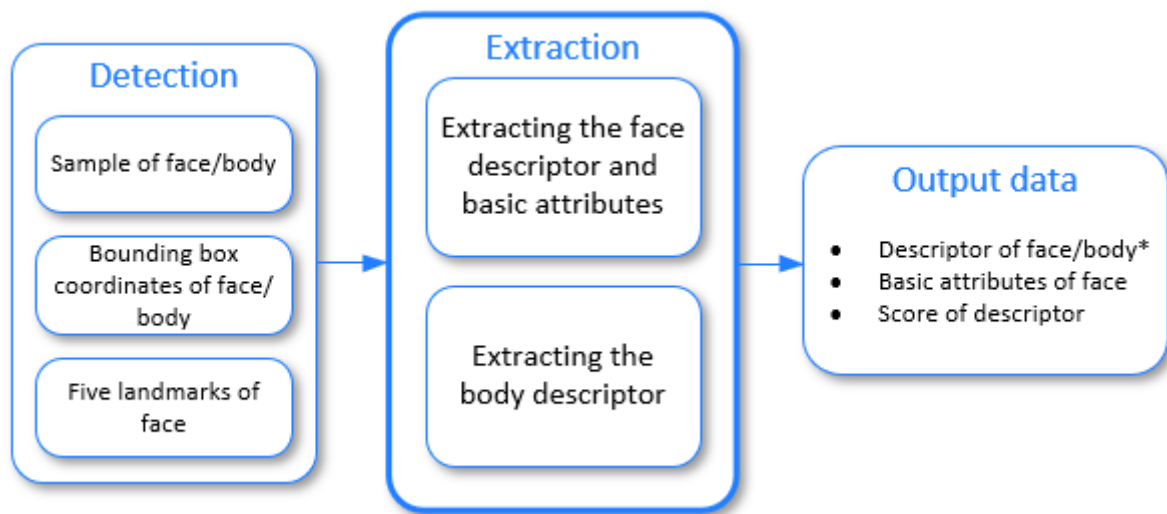 Detection
Sample of face/body
Bounding box
coordinates of face/
body
Five landmarks of
face
Extraction
Extracting the face
descriptor and
basic attributes
Extracting the
body descriptor
Output data
● Descriptor of face/body*
● Basic attributes of face
● Score of descriptor